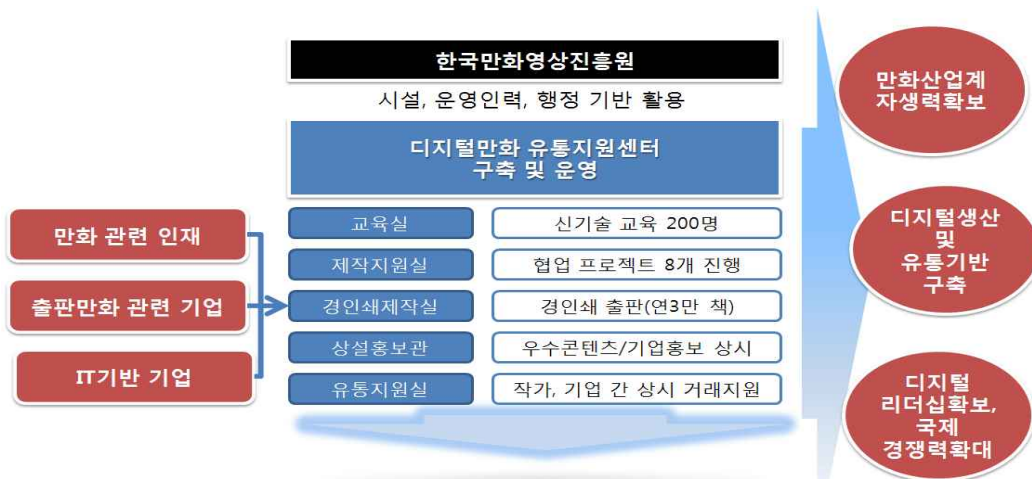 한국만화영상진흥원
시설, 운영인력, 행정 기반 활용
디지털만화 유통지원센터
구축 및 운영
만화 관련 인재
출판만화 관련 기업
IT기반 기업
교육실
신기술 교육 200명
제작지원실
협업 프로젝트 8개 진행
경인쇄제작실
경인쇄 출판(연3만 책)
상설홍보관
우수콘텐츠/기업홍보 상시
유통지원실
작가, 기업 간 상시 거래지원
만화산업계
자생력확보
디지털생산
및
유통기반
구축
디지털
리더십확보,
국제
경쟁력확대